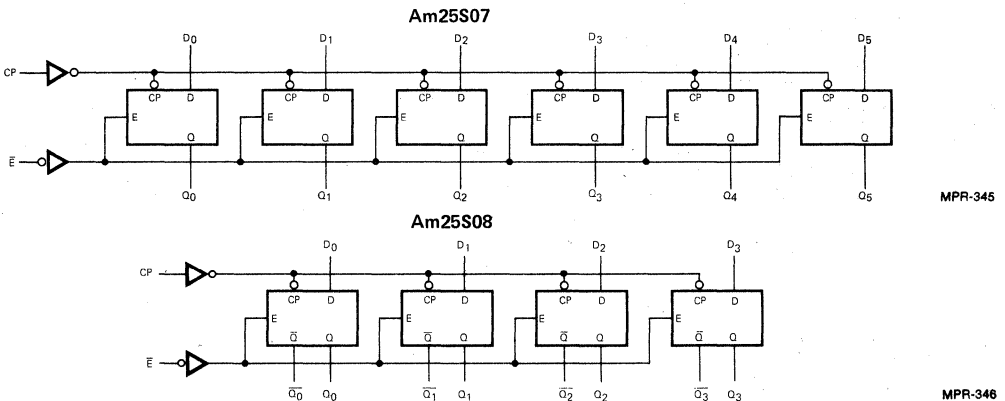 Am25S07
D0 D1 D2 D3 D4 D5
CP
CP D CP D CP D CP D CP D CP D
E E E E E E
Q Q Q Q Q Q
E̅
Q0 Q1 Q2 Q3 Q4 Q5
MPR-345
Am25S08
D0 D1 D2 D3
CP
CP D CP D CP D CP D
E E E E
Q̅ Q Q̅ Q Q̅ Q Q̅ Q
E̅
Q̅0 Q0 Q̅1 Q1 Q̅2 Q2 Q̅3 Q3
MPR-346